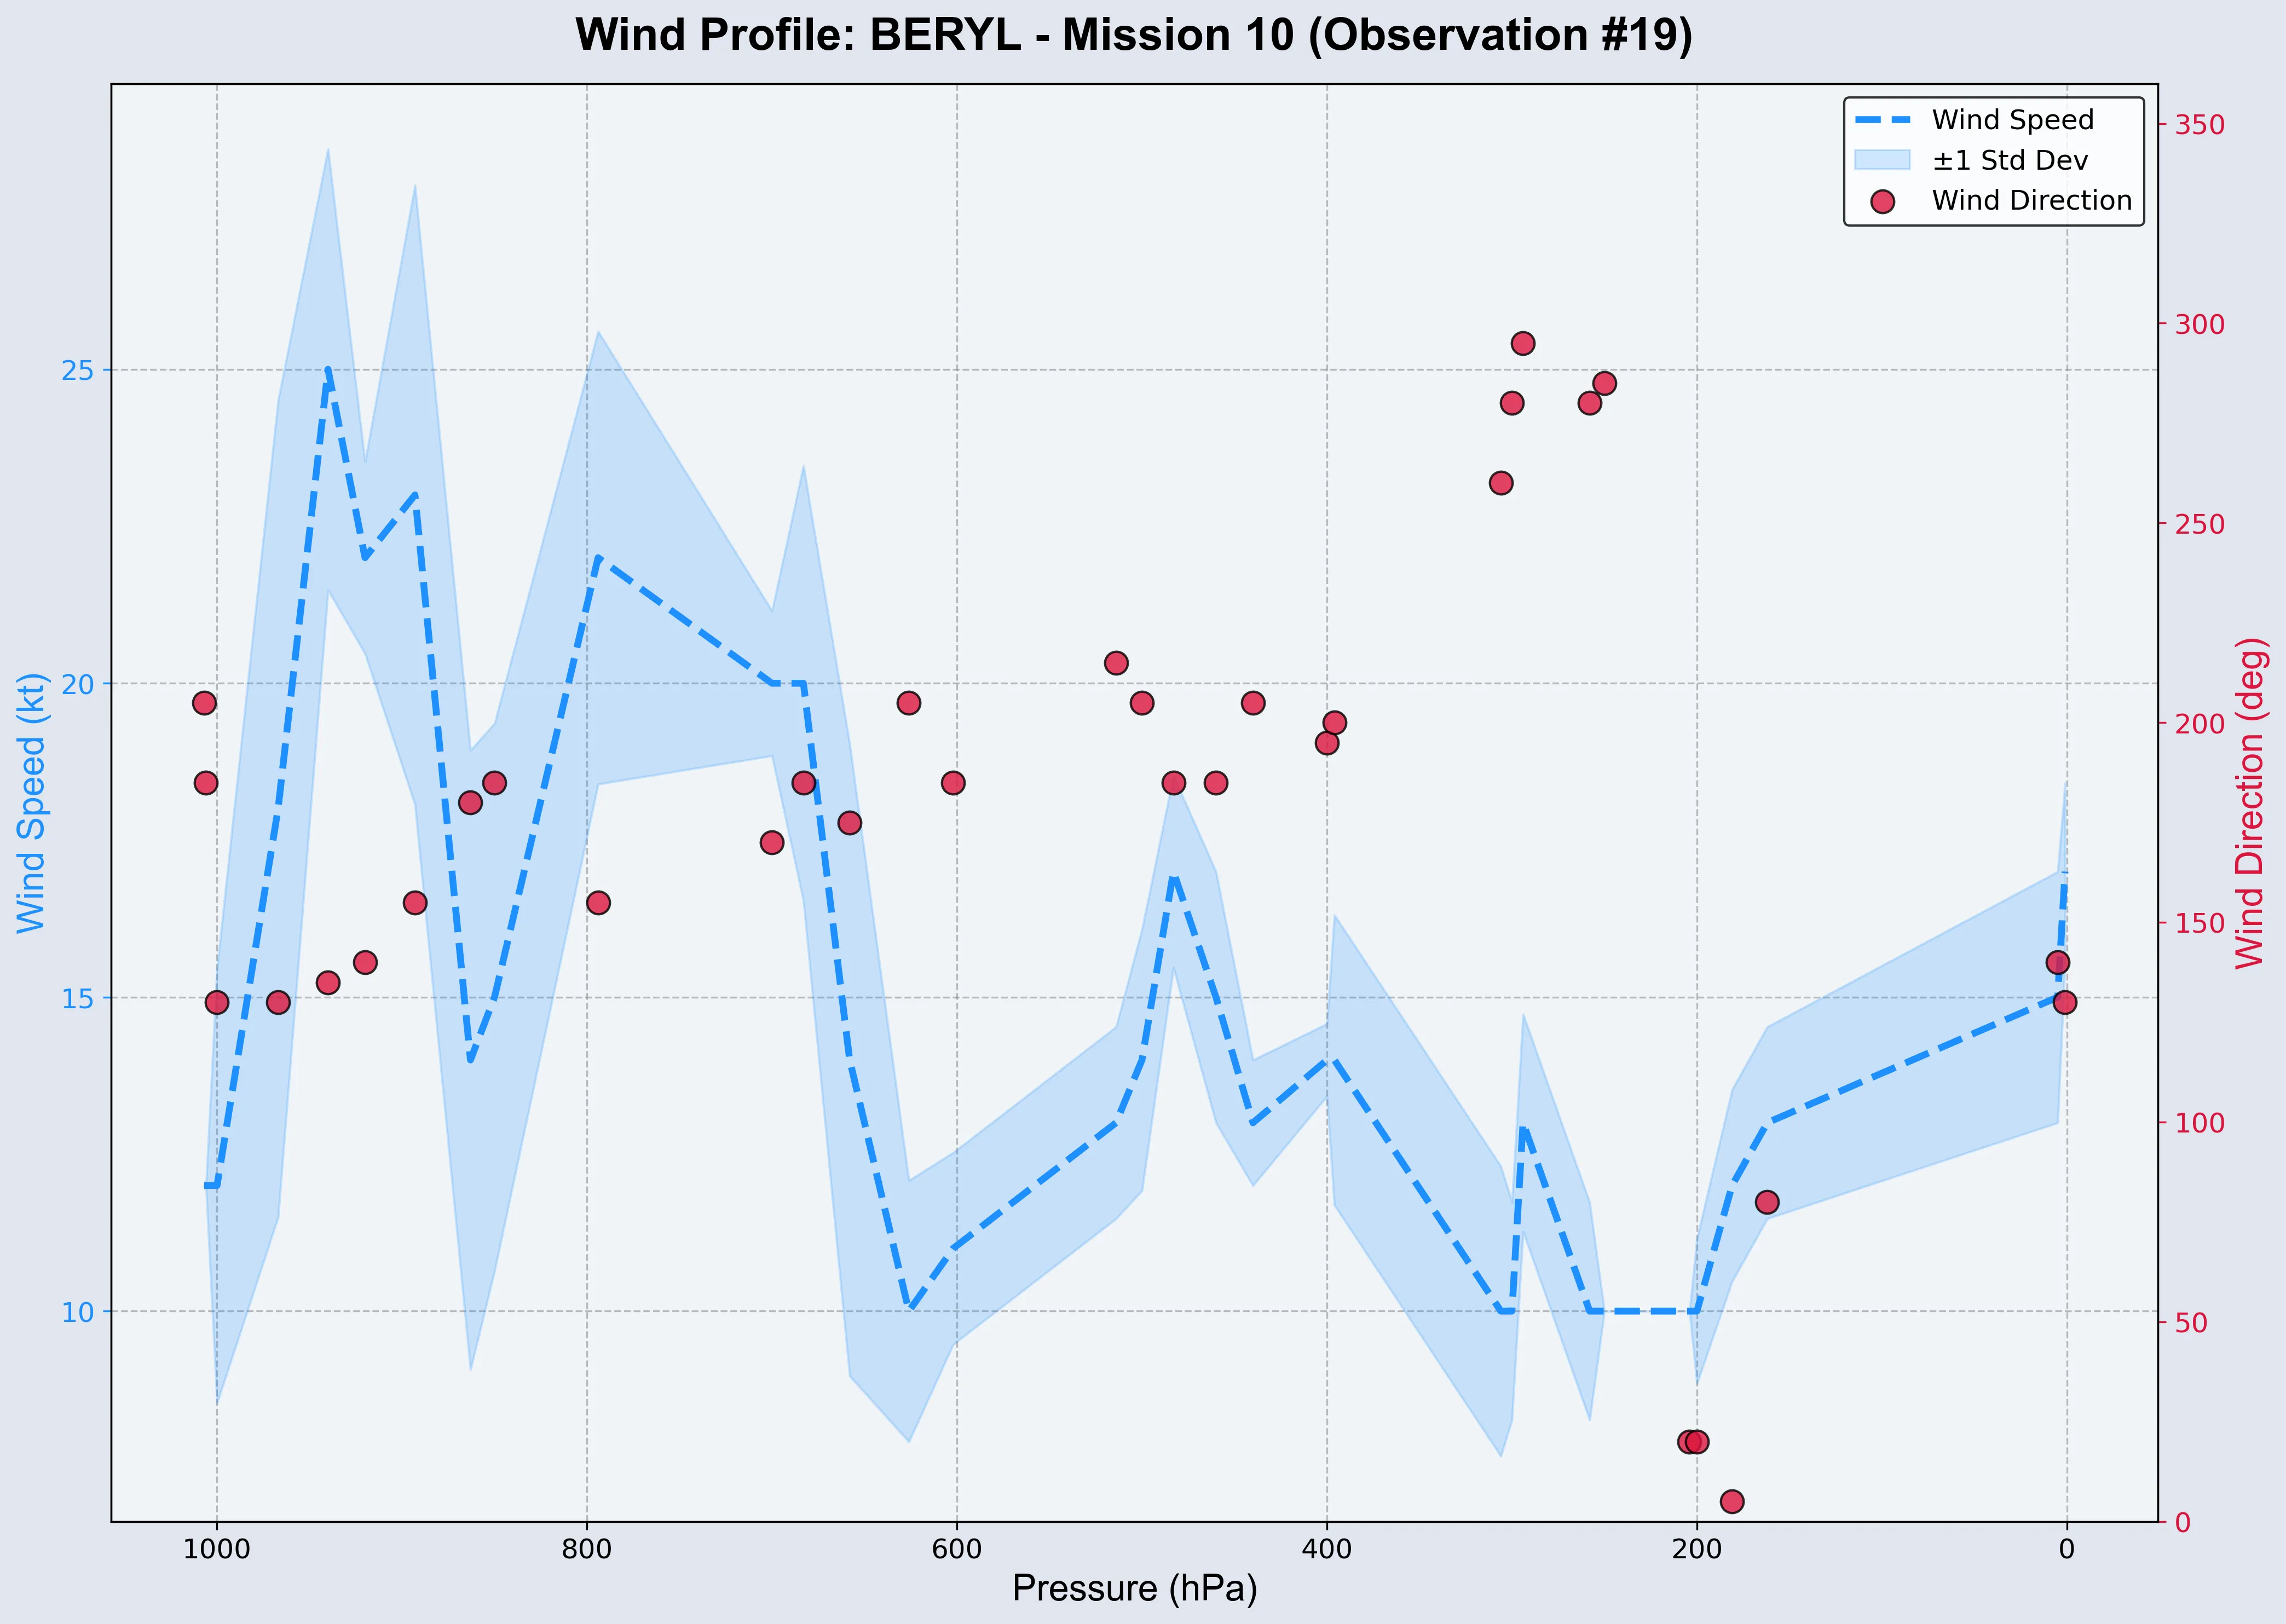 Wind Profile: BERYL - Mission 10 (Observation #19)
Wind Speed
±1 Std Dev
Wind Direction
Wind Speed (kt)
25
20
15
10
350
300
250
200
150
100
50
0
Wind Direction (deg)
1000
800
600
400
200
0
Pressure (hPa)